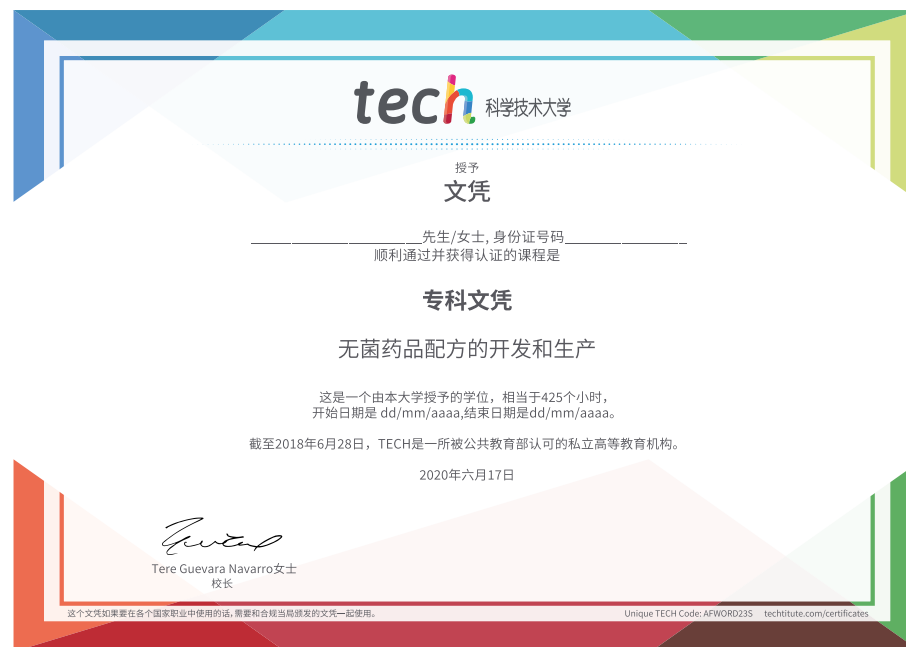 tech 科学技术大学
授予
文凭
先生/女士, 身份证号码
顺利通过并获得认证的课程是
专科文凭
无菌药品配方的开发和生产
这是一个由本大学授予的学位，相当于425个小时，
开始日期是 dd/mm/aaaa,结束日期是dd/mm/aaaa。
截至2018年6月28日，TECH是一所被公共教育部认可的私立高等教育机构。
2020年六月17日
Tere Guevara Navarro女士
校长
这个文凭如果要在各个国家职业中使用的话,需要和合规当局颁发的文凭一起使用。
Unique TECH Code: AFWORD23S techtitute.com/certificates